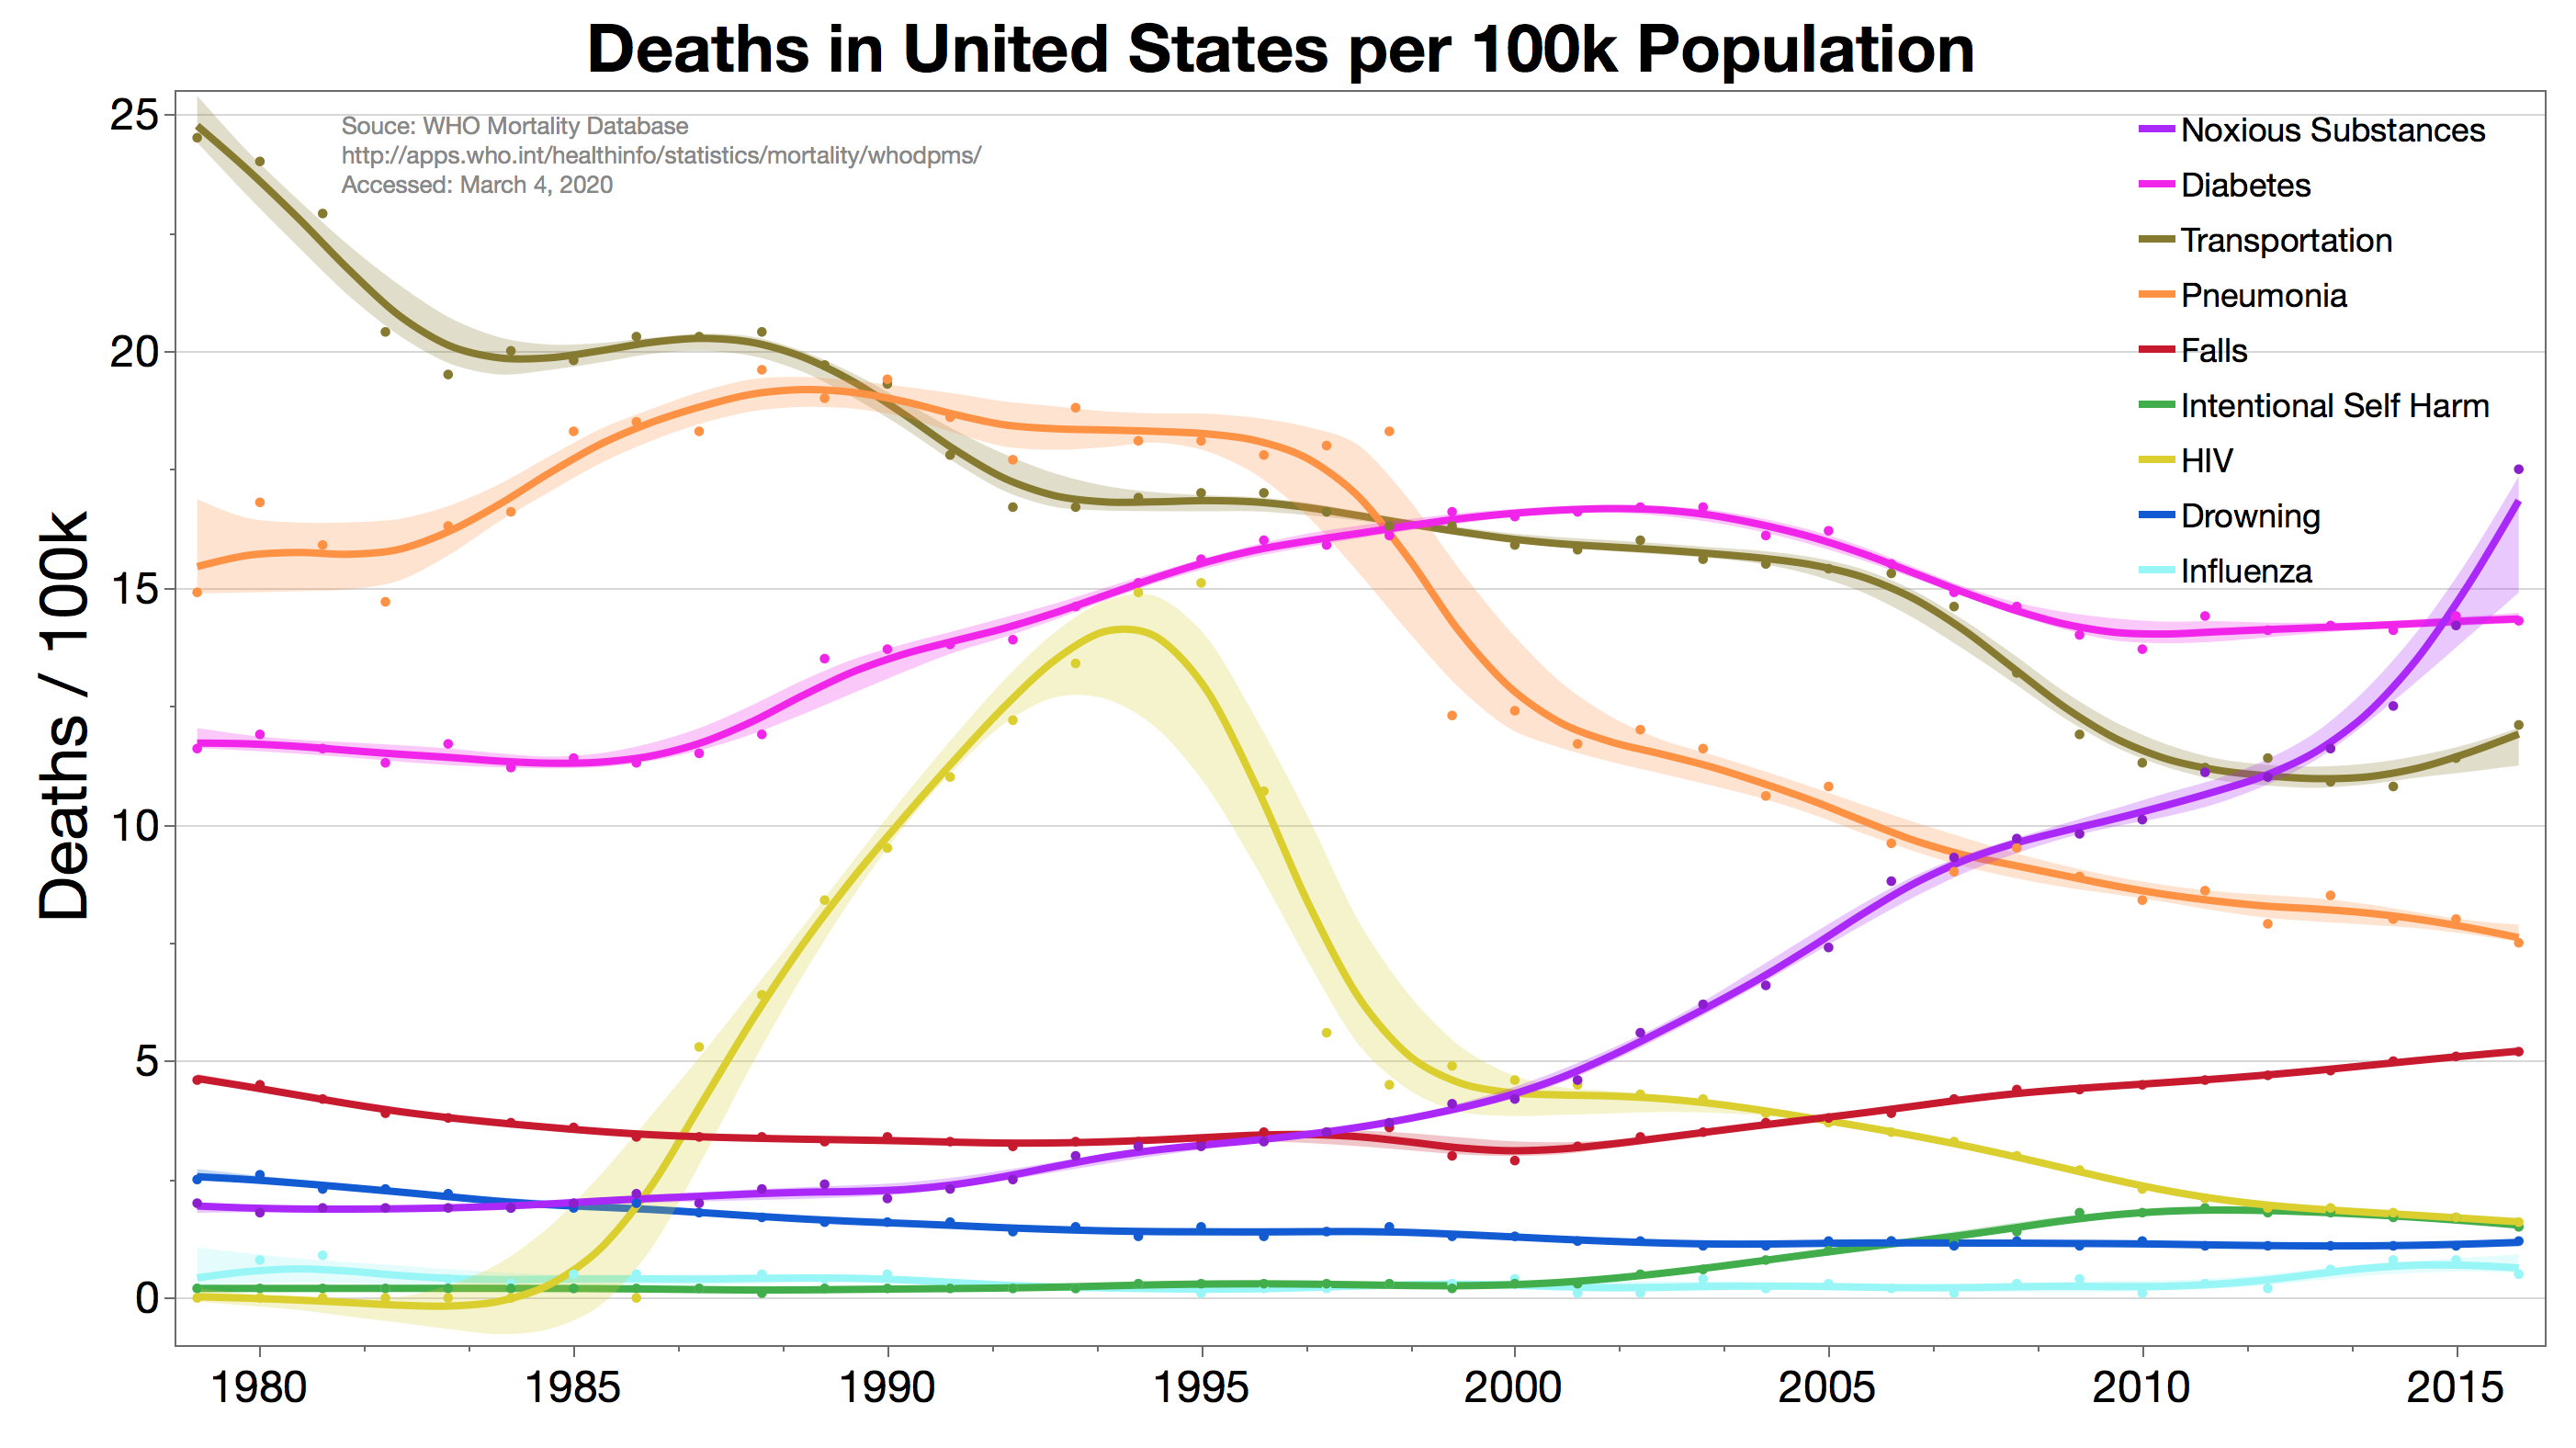 Deaths in United States per 100k Population
Souce: WHO Mortality Database
http://apps.who.int/healthinfo/statistics/mortality/whodpms/
Accessed: March 4, 2020
Noxious Substances
Diabetes
Transportation
Pneumonia
Falls
Intentional Self Harm
HIV
Drowning
Influenza
Deaths / 100k
25
20
15
10
5
0
1980 1985 1990 1995 2000 2005 2010 2015